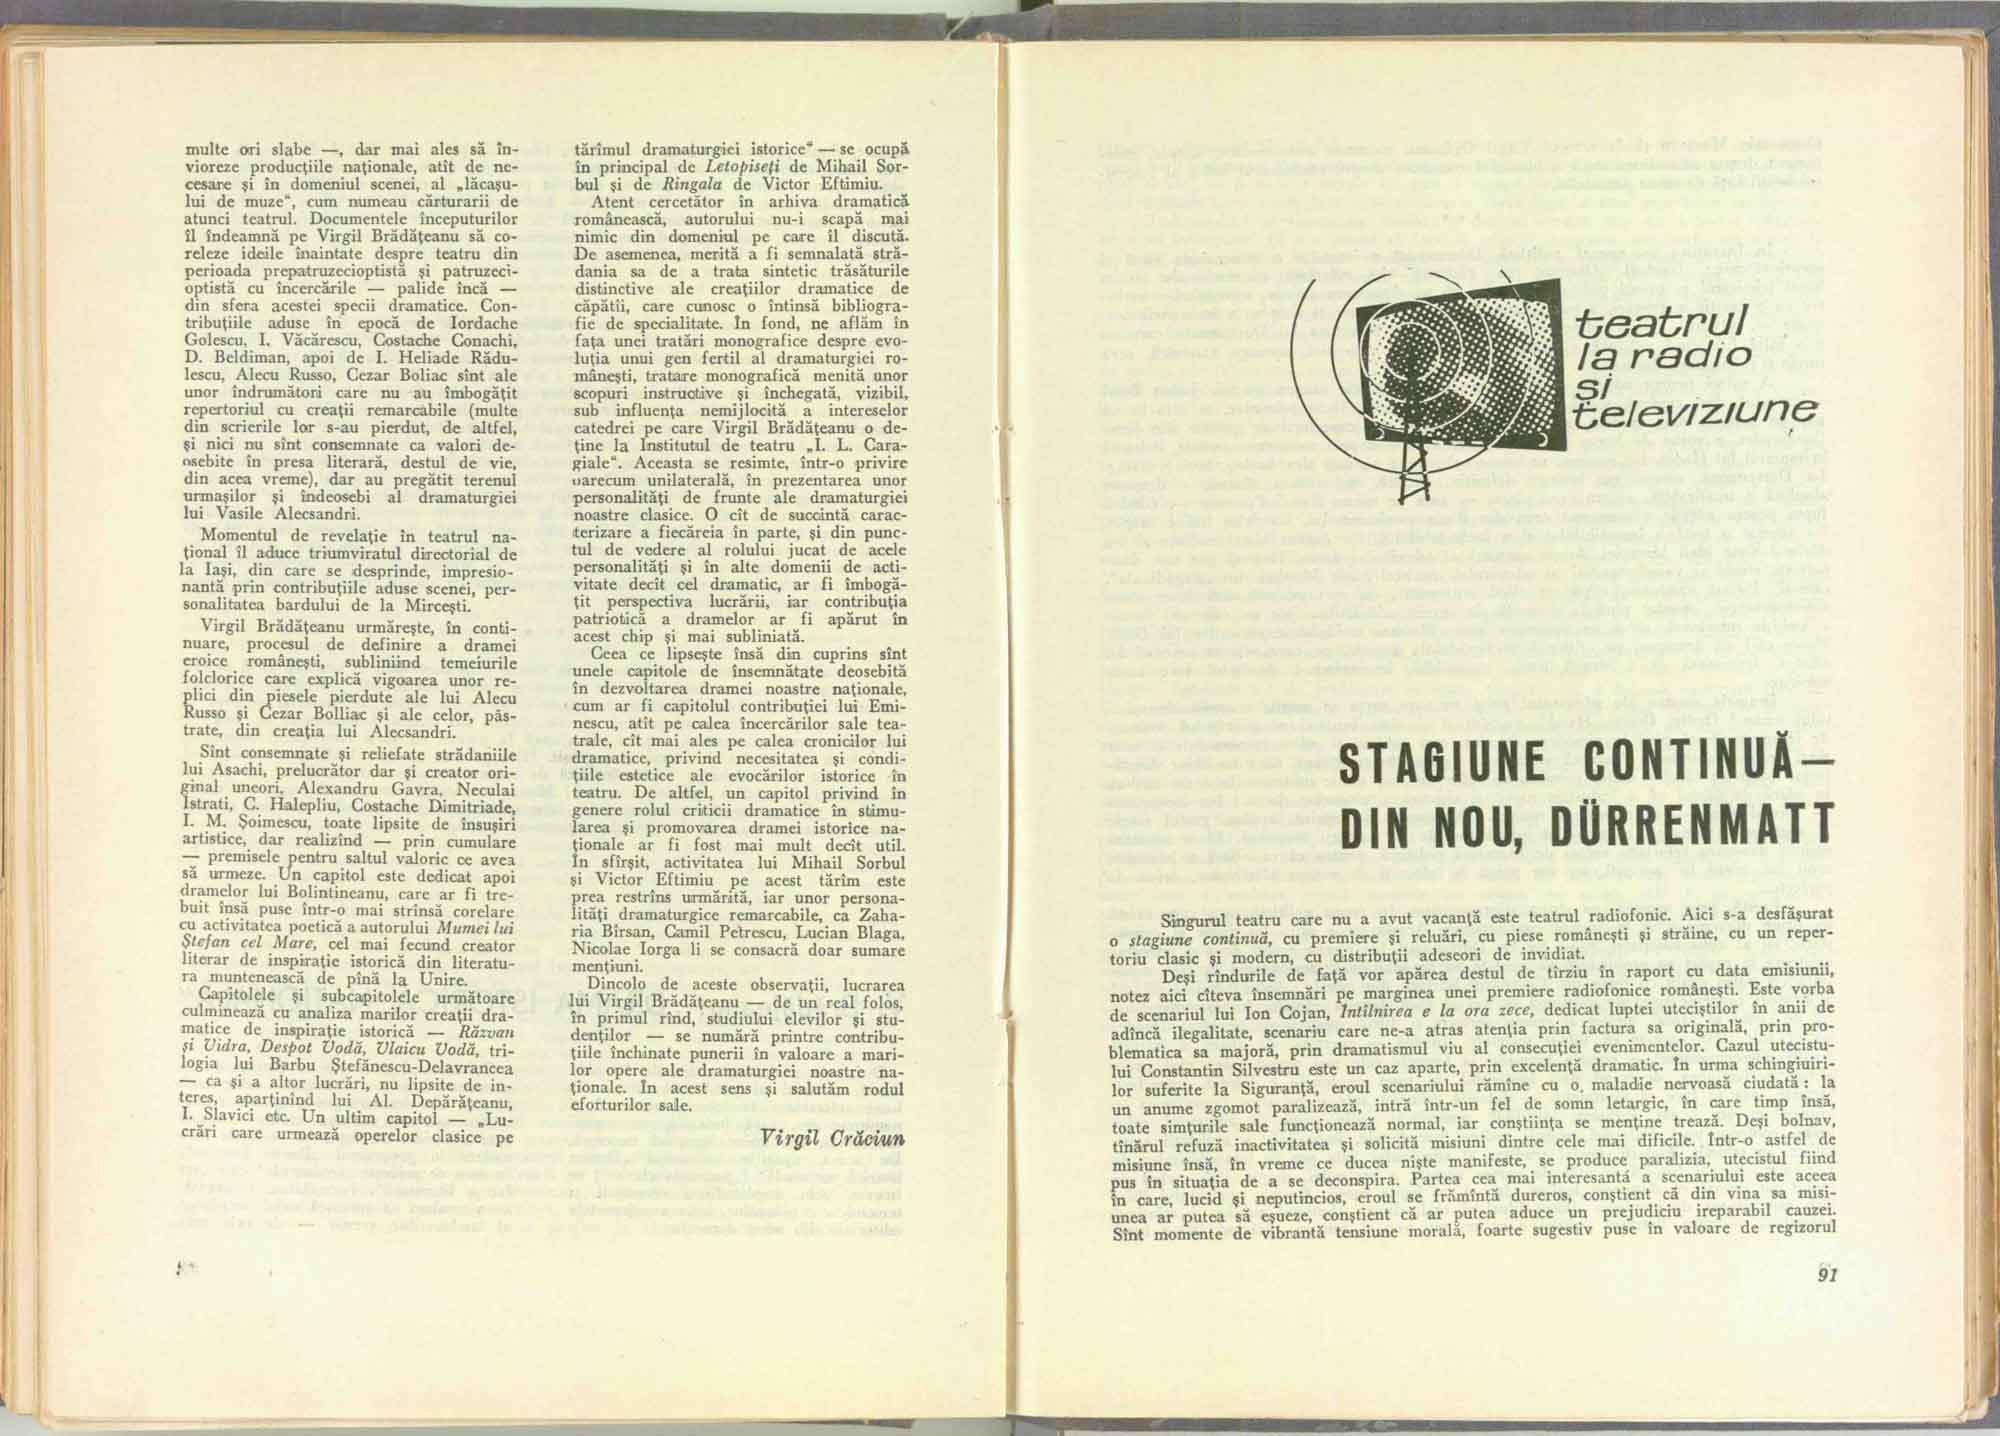 multe ori slabe —, dar mai ales să în-
vioreze producțiile naționale, atît de ne-
cesare și în domeniul scenei, al „lăcașu-
lui de muze“, cum numeau cărturarii de
atunci teatrul. Documentele începuturilor
îl îndeamnă pe Virgil Brădățeanu să co-
releze ideile înaintate despre teatru din
perioada prepatruzecioptistă și patruzeci-
optistă cu încercările — palide încă —
din sfera acestei specii dramatice. Con-
tribuțiile aduse în epocă de Iordache
Golescu, I. Văcărescu, Costache Conachi,
D. Beldiman, apoi de I. Heliade Rădu-
lescu, Alecu Russo, Cezar Boliac sînt ale
unor îndrumători care nu au îmbogățit
repertoriul cu creații remarcabile (multe
din scrierile lor s-au pierdut, de altfel,
și nici nu sînt consemnate ca valori de-
osebite în presa literară, destul de vie,
din acea vreme), dar au pregătit terenul
urmașilor și îndeosebi al dramaturgiei
lui Vasile Alecsandri.
Momentul de revelație în teatrul na-
țional îl aduce triumviratul directorial de
la Iași, din care se desprinde, impresio-
nantă prin contribuțiile aduse scenei, per-
sonalitatea bardului de la Mircești.
Virgil Brădățeanu urmărește, în conti-
nuare, procesul de definire a dramei
eroice românești, subliniind temeiurile
folclorice care explică vigoarea unor re-
plici din piesele pierdute ale lui Alecu
Russo și Cezar Bolliac și ale celor, păs-
trate, din creația lui Alecsandri.
Sînt consemnate și reliefate strădaniile
lui Asachi, prelucrător dar și creator ori-
ginal uneori, Alexandru Gavra, Neculai
Istrati, C. Halepliu, Costache Dimitriade,
I. M. Șoimescu, toate lipsite de însușiri
artistice, dar realizînd — prin cumulare
— premisele pentru saltul valoric ce avea
să urmeze. Un capitol este dedicat apoi
dramelor lui Bolintineanu, care ar fi tre-
buit însă puse într-o mai strînsă corelare
cu activitatea poetică a autorului Mumei lui
Ștefan cel Mare, cel mai fecund creator
literar de inspirație istorică din literatu-
ra muntenească de pînă la Unire.
Capitolele și subcapitolele următoare
culminează cu analiza marilor creații dra-
matice de inspirație istorică — Răzvan
și Vidra, Despot Vodă, Vlaicu Vodă, tri-
logia lui Barbu Ștefănescu-Delavrancea
— ca și a altor lucrări, nu lipsite de in-
teres, aparținînd lui Al. Depărățeanu,
I. Slavici etc. Un ultim capitol — „Lu-
crări care urmează operelor clasice pe
tărîmul dramaturgiei istorice“ — se ocupă
în principal de Letopiseți de Mihail Sor-
bul și de Ringala de Victor Eftimiu.
Atent cercetător în arhiva dramatică
românească, autorului nu-i scapă mai
nimic din domeniul pe care îl discută.
De asemenea, merită a fi semnalată stră-
dania sa de a trata sintetic trăsăturile
distinctive ale creațiilor dramatice de
căpătîi, care cunosc o întinsă bibliogra-
fie de specialitate. În fond, ne aflăm în
fața unei tratări monografice despre evo-
luția unui gen fertil al dramaturgiei ro-
mânești, tratare monografică menită unor
scopuri instructive și închegată, vizibil,
sub influența nemijlocită a intereselor
catedrei pe care Virgil Brădățeanu o de-
ține la Institutul de teatru „I. L. Cara-
giale“. Aceasta se resimte, într-o privire
oarecum unilaterală, în prezentarea unor
personalități de frunte ale dramaturgiei
noastre clasice. O cît de succintă carac-
terizare a fiecăreia în parte, și din punc-
tul de vedere al rolului jucat de acele
personalități și în alte domenii de acti-
vitate decît cel dramatic, ar fi îmbogă-
țit perspectiva lucrării, iar contribuția
patriotică a dramelor ar fi apărut în
acest chip și mai subliniată.
Ceea ce lipsește însă din cuprins sînt
unele capitole de însemnătate deosebită
în dezvoltarea dramei noastre naționale,
cum ar fi capitolul contribuției lui Emi-
nescu, atît pe calea încercărilor sale tea-
trale, cît mai ales pe calea cronicilor lui
dramatice, privind necesitatea și condi-
țiile estetice ale evocărilor istorice în
teatru. De altfel, un capitol privind în
genere rolul criticii dramatice în stimu-
larea și promovarea dramei istorice na-
ționale ar fi fost mai mult decît util.
În sfîrșit, activitatea lui Mihail Sorbul
și Victor Eftimiu pe acest tărîm este
prea restrîns urmărită, iar unor persona-
lități dramaturgice remarcabile, ca Zaha-
ria Bîrsan, Camil Petrescu, Lucian Blaga,
Nicolae Iorga li se consacră doar sumare
mențiuni.
Dincolo de aceste observații, lucrarea
lui Virgil Brădățeanu — de un real folos,
în primul rînd, studiului elevilor și stu-
denților — se numără printre contribu-
țiile închinate punerii în valoare a mari-
lor opere ale dramaturgiei noastre na-
ționale. În acest sens și salutăm rodul
eforturilor sale.
Virgil Crăciun
teatrul
la radio
și
televiziune
STAGIUNE CONTINUĂ—
DIN NOU, DÜRRENMATT
Singurul teatru care nu a avut vacanță este teatrul radiofonic. Aici s-a desfășurat
o stagiune continuă, cu premiere și reluări, cu piese românești și străine, cu un reper-
toriu clasic și modern, cu distribuții adeseori de invidiat.
Deși rîndurile de față vor apărea destul de tîrziu în raport cu data emisiunii,
notez aici cîteva însemnări pe marginea unei premiere radiofonice românești. Este vorba
de scenariul lui Ion Cojan, Întîlnirea e la ora zece, dedicat luptei uteciștilor în anii de
adîncă ilegalitate, scenariu care ne-a atras atenția prin factura sa originală, prin pro-
blematica sa majoră, prin dramatismul viu al consecuției evenimentelor. Cazul utecistu-
lui Constantin Silvestru este un caz aparte, prin excelență dramatic. În urma schingiuiri-
lor suferite la Siguranță, eroul scenariului rămîne cu o maladie nervoasă ciudată : la
un anume zgomot paralizează, intră într-un fel de somn letargic, în care timp însă,
toate simțurile sale funcționează normal, iar conștiința se menține trează. Deși bolnav,
tînărul refuză inactivitatea și solicită misiuni dintre cele mai dificile. Într-o astfel de
misiune însă, în vreme ce ducea niște manifeste, se produce paralizia, utecistul fiind
pus în situația de a se deconspira. Partea cea mai interesantă a scenariului este aceea
în care, lucid și neputincios, eroul se frămîntă dureros, conștient că din vina sa misi-
unea ar putea să eșueze, conștient că ar putea aduce un prejudiciu ireparabil cauzei.
Sînt momente de vibrantă tensiune morală, foarte sugestiv puse în valoare de regizorul
91